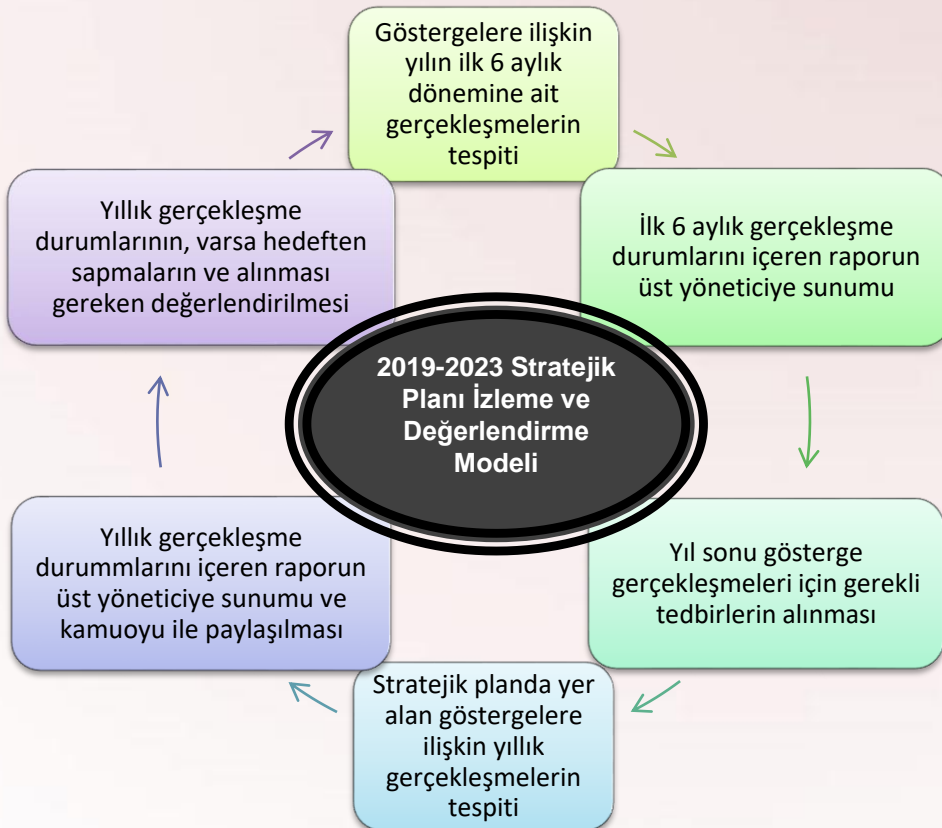 Göstergelere ilişkin
yılın ilk 6 aylık
dönemine ait
gerçekleşmelerin
tespiti
İlk 6 aylık gerçekleşme
durumlarını içeren raporun
üst yöneticiye sunumu
Yıl sonu gösterge
gerçekleşmeleri için gerekli
tedbirlerin alınması
Stratejik planda yer
alan göstergelere
ilişkin yıllık
gerçekleşmelerin
tespiti
Yıllık gerçekleşme
durummlarını içeren raporun
üst yöneticiye sunumu ve
kamuoyu ile paylaşılması
Yıllık gerçekleşme
durumlarının, varsa hedeften
sapmaların ve alınması
gereken değerlendirilmesi
2019-2023 Stratejik
Planı İzleme ve
Değerlendirme
Modeli